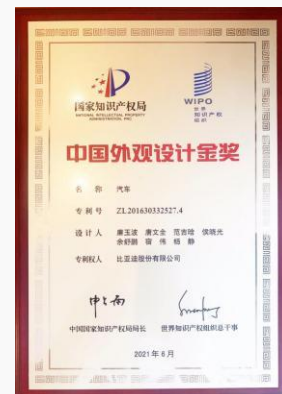 国家知识产权局
NATIONAL INTELLECTUAL PROPERTY ADMINISTRATION, PRC
WIPO
世界
知识产权
组织
中国外观设计金奖
名 称 汽车
专利号 ZL201630332527.4
设计人 廉玉波 唐文全 范吉晗 侯晓光
余舒鹏 宿伟 杨静
专利权人 比亚迪股份有限公司
中国国家知识产权局局长 世界知识产权组织总干事
2021年6月